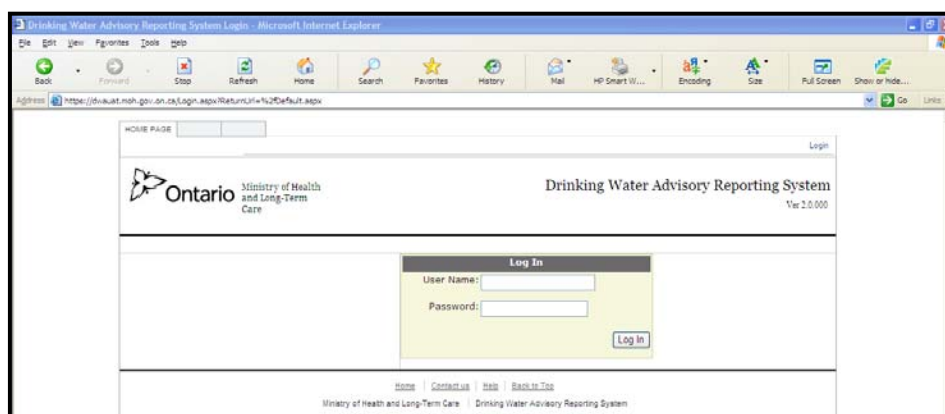 Drinking Water Advisory Reporting System Login - Microsoft Internet Explorer
File Edit View Favorites Tools Help
Back Forward Stop Refresh Home Search Favorites History Mail HP Smart W... Encoding Size Full Screen Show or hide...
Address https://dwauat.moh.gov.on.ca/Login.aspx?ReturnUrl=%2fDefault.aspx Go Links
HOME PAGE
Login
Ontario Ministry of Health and Long-Term Care
Drinking Water Advisory Reporting System
Ver 2.0.000
Log In
User Name:
Password:
Log In
Home | Contact us | Help | Back to Top
Ministry of Health and Long-Term Care | Drinking Water Advisory Reporting System